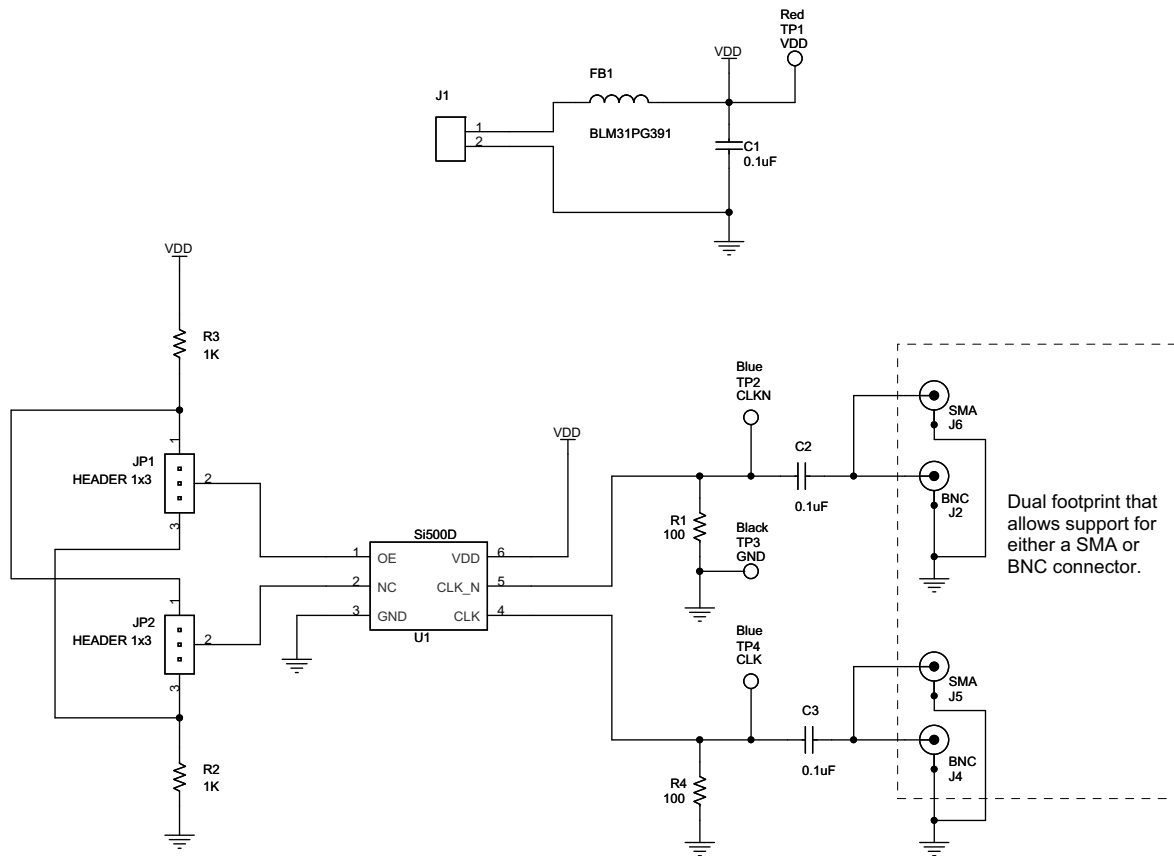 Red
TP1
VDD
VDD
FB1
J1
1
2
BLM31PG391
C1
0.1uF
VDD
R3
1K
1
JP1
HEADER 1x3
2
3
1
JP2
HEADER 1x3
2
3
R2
1K
VDD
Si500D
1
OE
VDD
6
2
NC
CLK_N
5
3
GND
CLK
4
U1
Blue
TP2
CLKN
C2
0.1uF
R1
100
Black
TP3
GND
SMA
J6
BNC
J2
Dual footprint that
allows support for
either a SMA or
BNC connector.
Blue
TP4
CLK
C3
0.1uF
R4
100
SMA
J5
BNC
J4